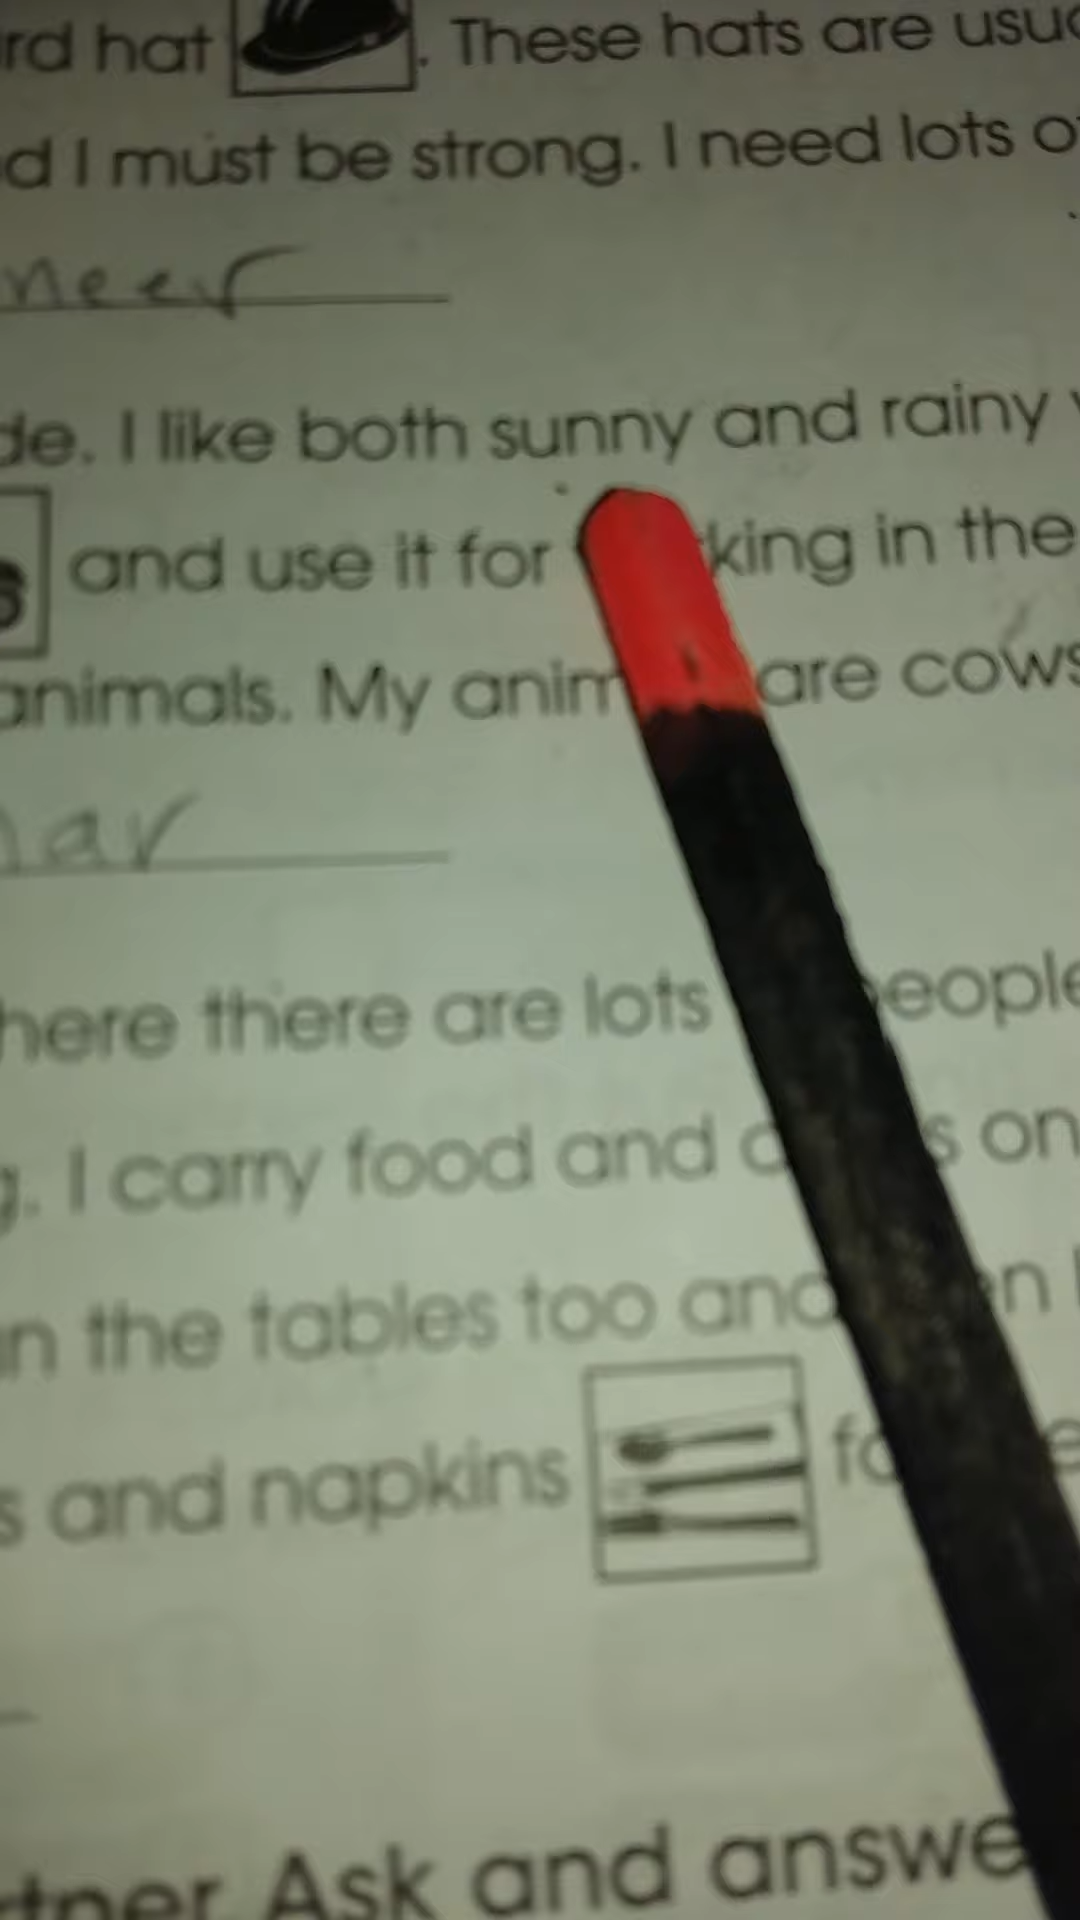 rd hat . These hats are usu
d I must be strong. I need lots o
neer
de. I like both sunny and rainy
and use it for king in the
animals. My anim are cows
ar
here there are lots eople
g. I carry food and s on
n the tables too and n
s and napkins
rtner Ask and answe